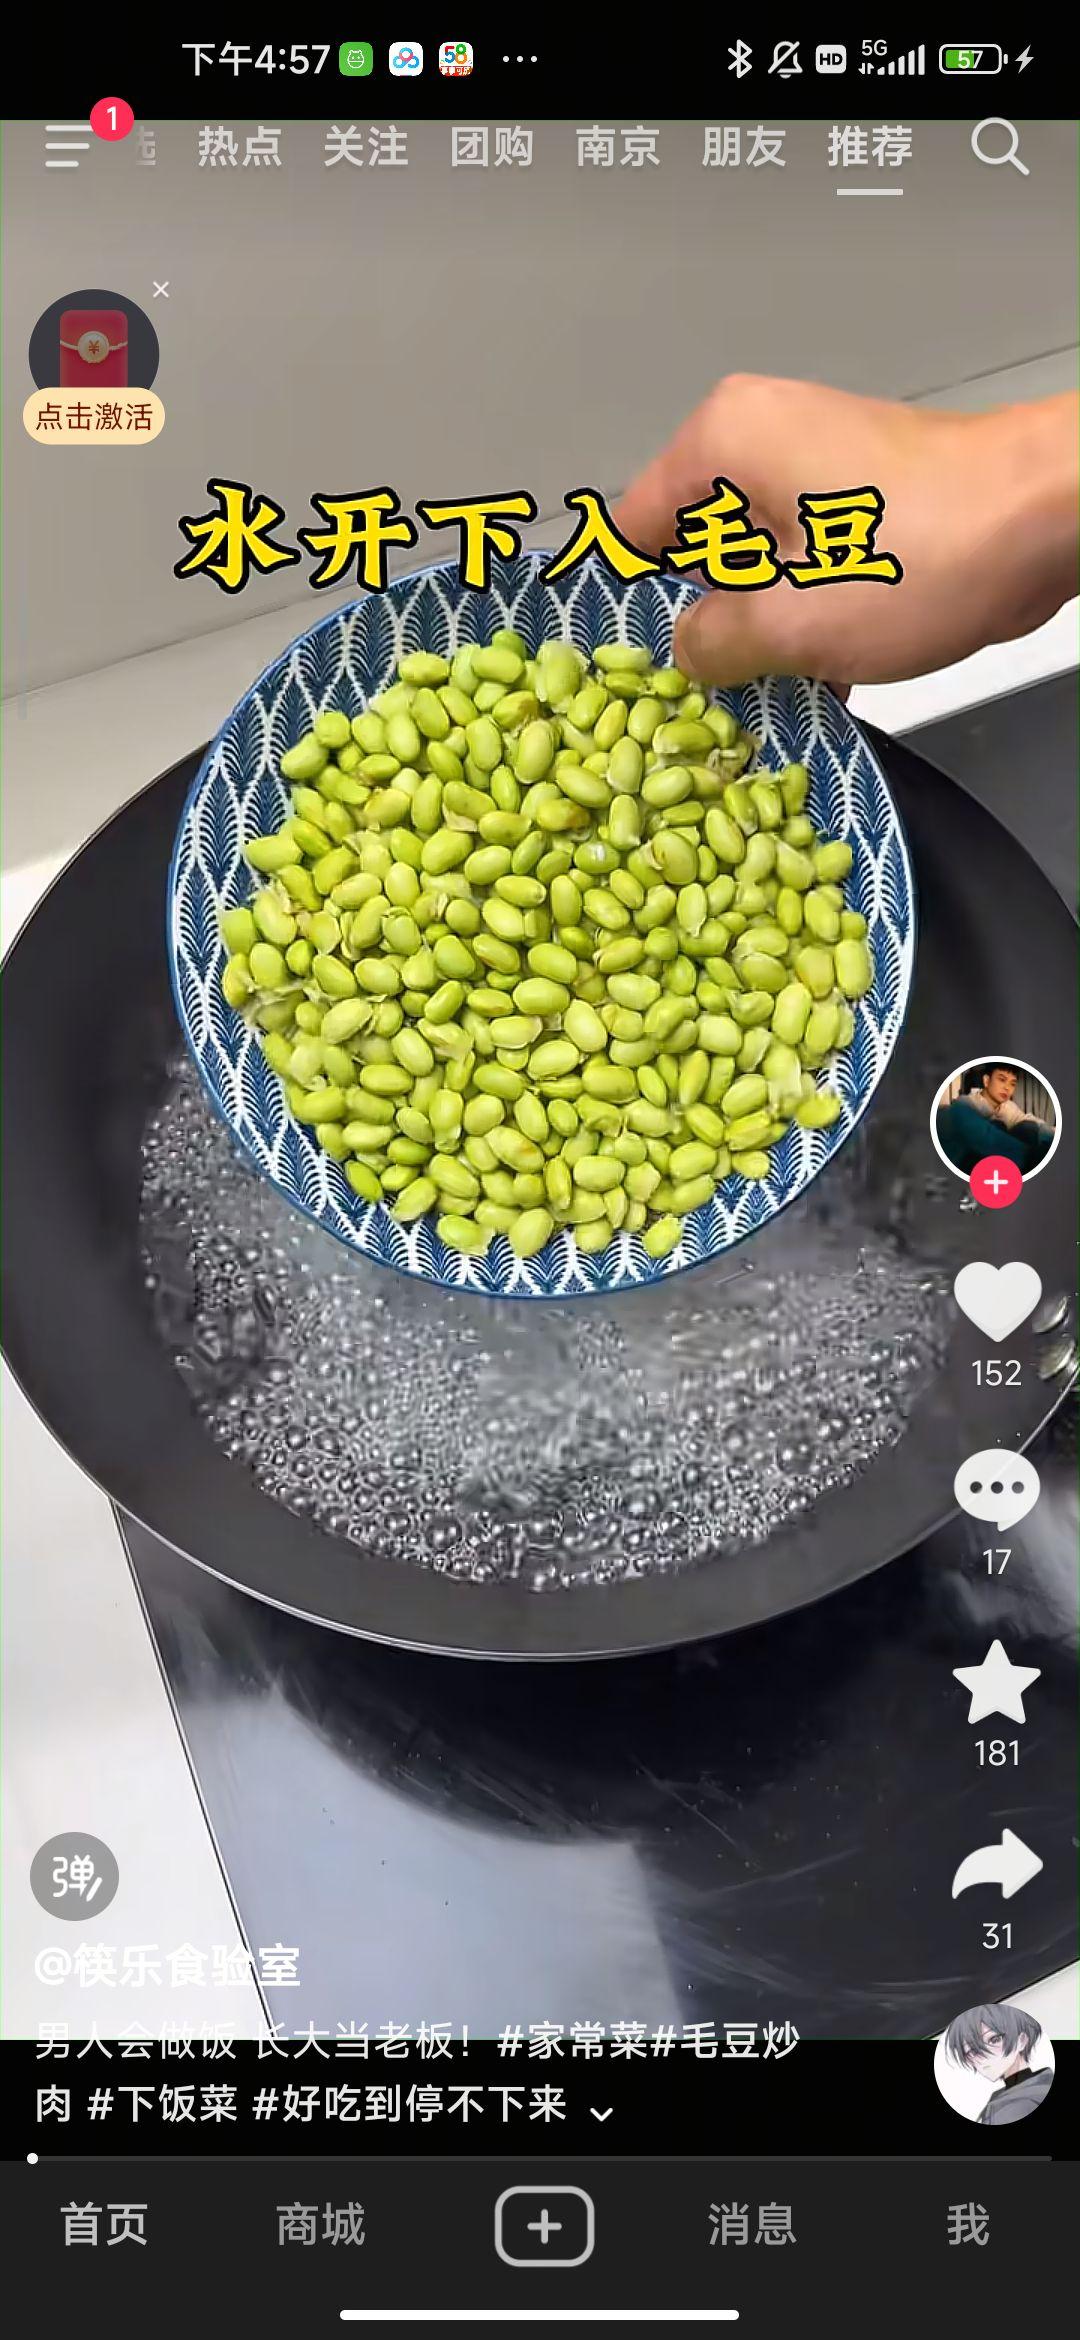 下午4:57
58
HD
5G
57
1
热点 关注 团购 南京 朋友 推荐
点击激活
水开下入毛豆
152
17
181
31
弹
@筷乐食验室
男人会做饭 长大当老板！#家常菜#毛豆炒
肉 #下饭菜 #好吃到停不下来
首页 商城 消息 我